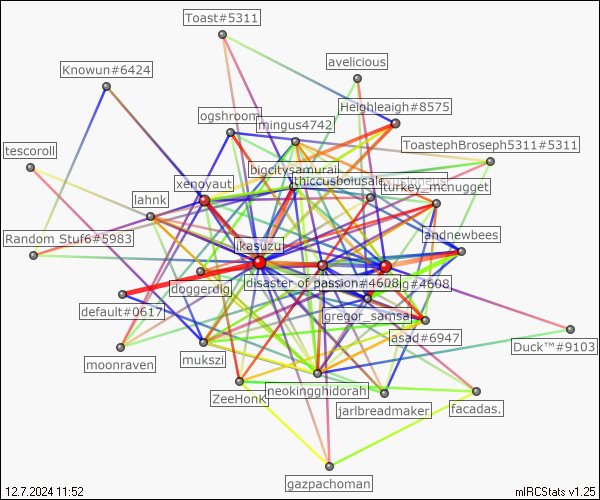 Toast#5311
avelicious
Knowun#6424
Heighleaigh#8575
ogshroom
mingus4742
ToastephBroseph5311#5311
tescoroll
bigcitysamurai
thiccusboiusale
xenoyaut
turkey_mcnugget
lahnk
andnewbees
Random Stuf6#5983
ikasuzu
doggerdig
disaster of passion#4608
g#4608
default#0617
gregor_samsa
asad#6947
moonraven
mukszi
Duck™#9103
neokingghidorah
ZeeHonk
jarlbreadmaker
facadas.
gazpachoman
12.7.2024 11:52
mIRCStats v1.25